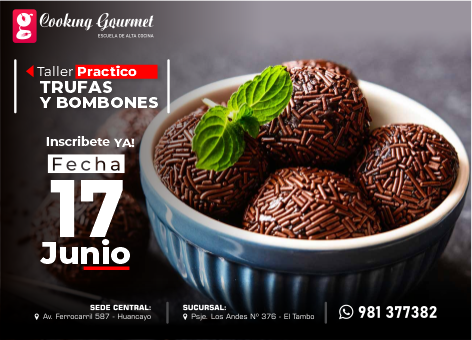 Cooking Gourmet
ESCUELA DE ALTA COCINA
Taller Practico
TRUFAS
Y BOMBONES
Inscribete YA!
Fecha
17
Junio
SEDE CENTRAL:
Av. Ferrocarril 587 - Huancayo
SUCURSAL:
Psje. Los Andes N° 376 - El Tambo
981 377382